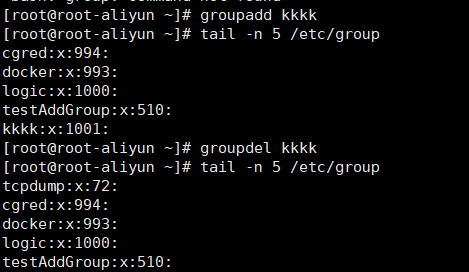 [root@root-aliyun ~]# groupadd kkkk
[root@root-aliyun ~]# tail -n 5 /etc/group
cgred:x:994:
docker:x:993:
logic:x:1000:
testAddGroup:x:510:
kkkk:x:1001:
[root@root-aliyun ~]# groupdel kkkk
[root@root-aliyun ~]# tail -n 5 /etc/group
tcpdump:x:72:
cgred:x:994:
docker:x:993:
logic:x:1000:
testAddGroup:x:510: